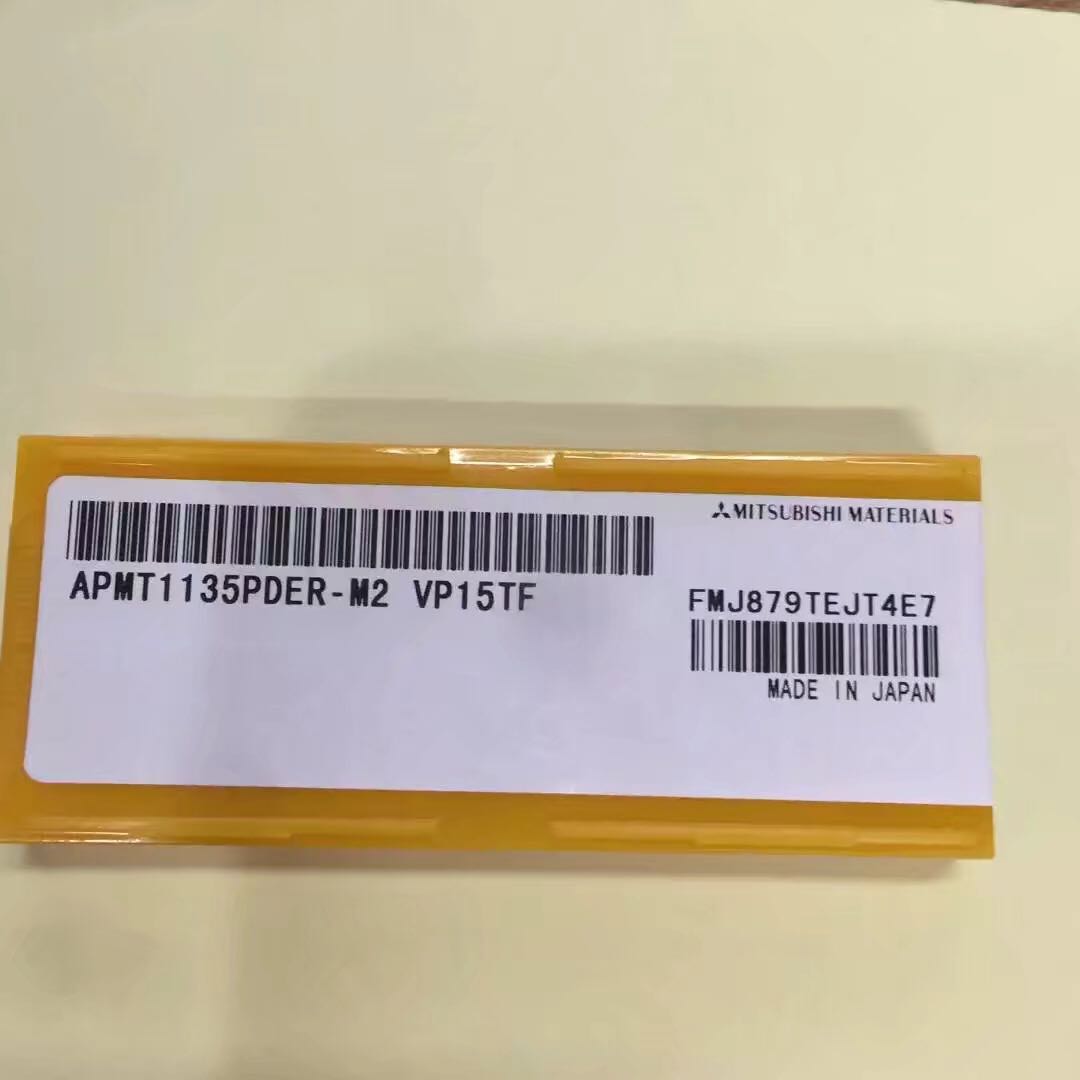 MITSUBISHI MATERIALS
APMT1135PDER-M2 VP15TF
FMJ879TEJT4E7
MADE IN JAPAN